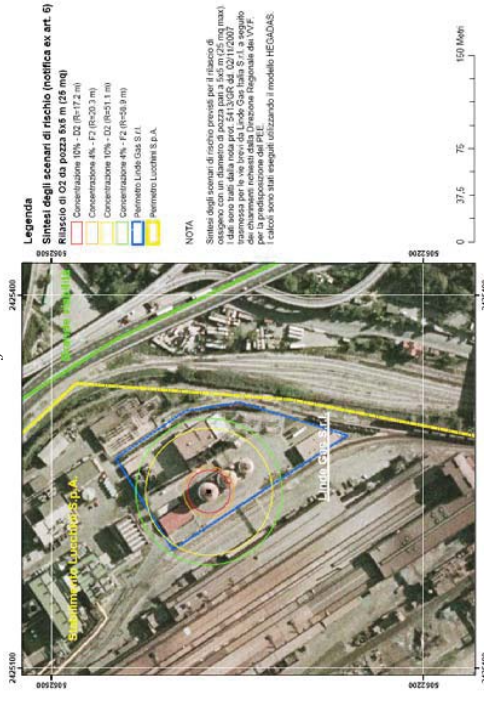 Legenda
Sintesi degli scenari di rischio (notifica ex art. 6)
Rilascio di O2 da pozza 5x5 m (25 mq)
Concentrazione 10% - D2 (R=17.2 m)
Concentrazione 4% - F2 (R=20.3 m)
Concentrazione 10% - D2 (R=51.1 m)
Concentrazione 4% - F2 (R=58.9 m)
Perimetro Linde Gas S.r.l.
Perimetro Lucchini S.p.A.
NOTA
Sintesi degli scenari di rischio previsti per il rilascio di
ossigeno con un diametro di pozza pari a 5x5 m (25 mq max).
I dati sono tratti dalla nota prot. 5413/GR dd. 02/11/2007
trasmessa per le vie brevi da Linde Gas Italia S.r.l. a seguito
dei chiarimenti richiesti dalla Direzione Regionale dei VV.F.
per la predisposizione del PEE.
I calcoli sono stati eseguiti utilizzando il modello HEGADAS.
0 37,5 75 150 Metri
2425100 2425400
5062500 5062500
Stabilimento Lucchini S.p.A.
Linde Gas S.r.l.
5062200 5062200